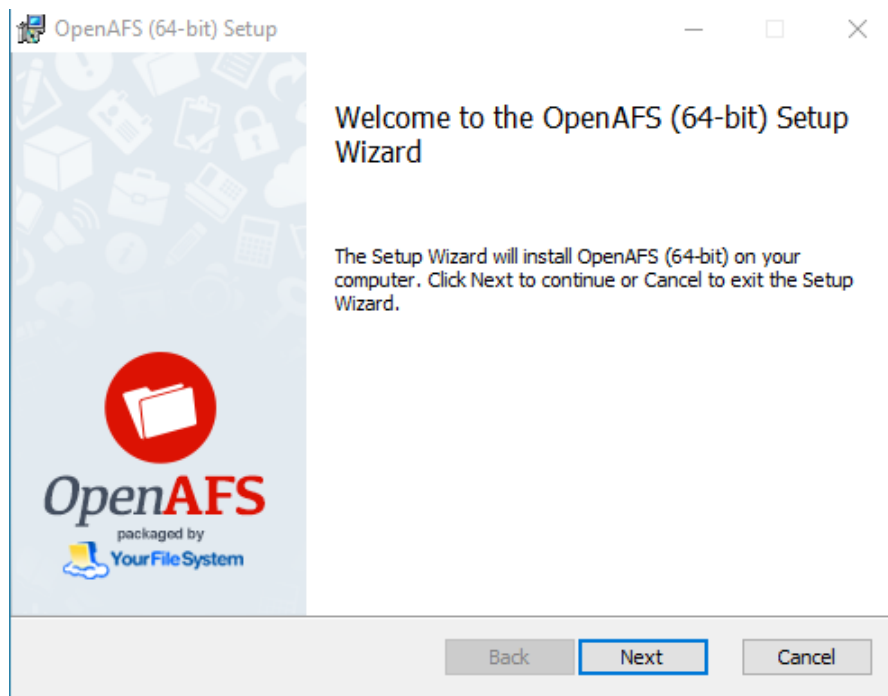 OpenAFS (64-bit) Setup
Welcome to the OpenAFS (64-bit) Setup
Wizard
The Setup Wizard will install OpenAFS (64-bit) on your
computer. Click Next to continue or Cancel to exit the Setup
Wizard.
OpenAFS
packaged by
YourFileSystem
Back
Next
Cancel